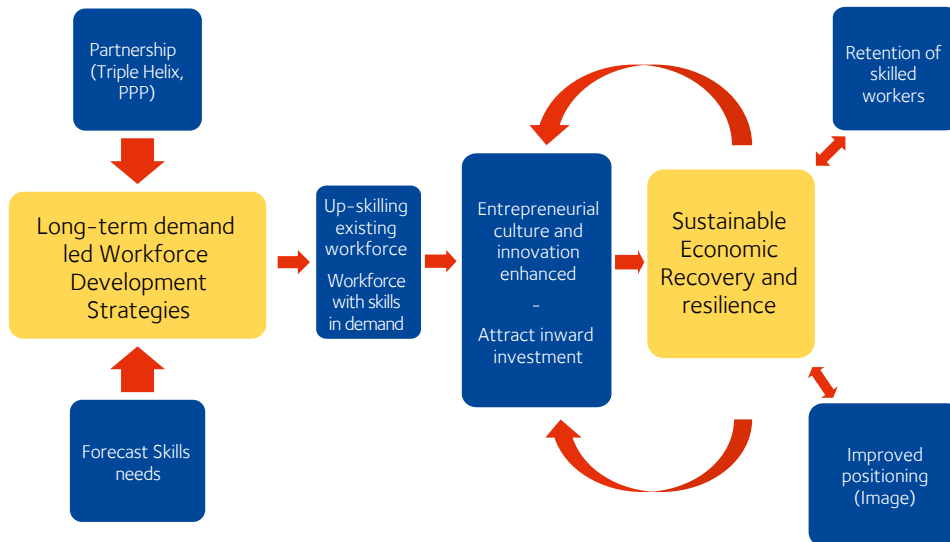 Partnership
(Triple Helix,
PPP)
Long-term demand
led Workforce
Development
Strategies
Forecast Skills
needs
Up-skilling
existing
workforce
Workforce
with skills
in demand
Entrepreneurial
culture and
innovation
enhanced
–
Attract inward
investment
Sustainable
Economic
Recovery and
resilience
Retention of
skilled
workers
Improved
positioning
(Image)